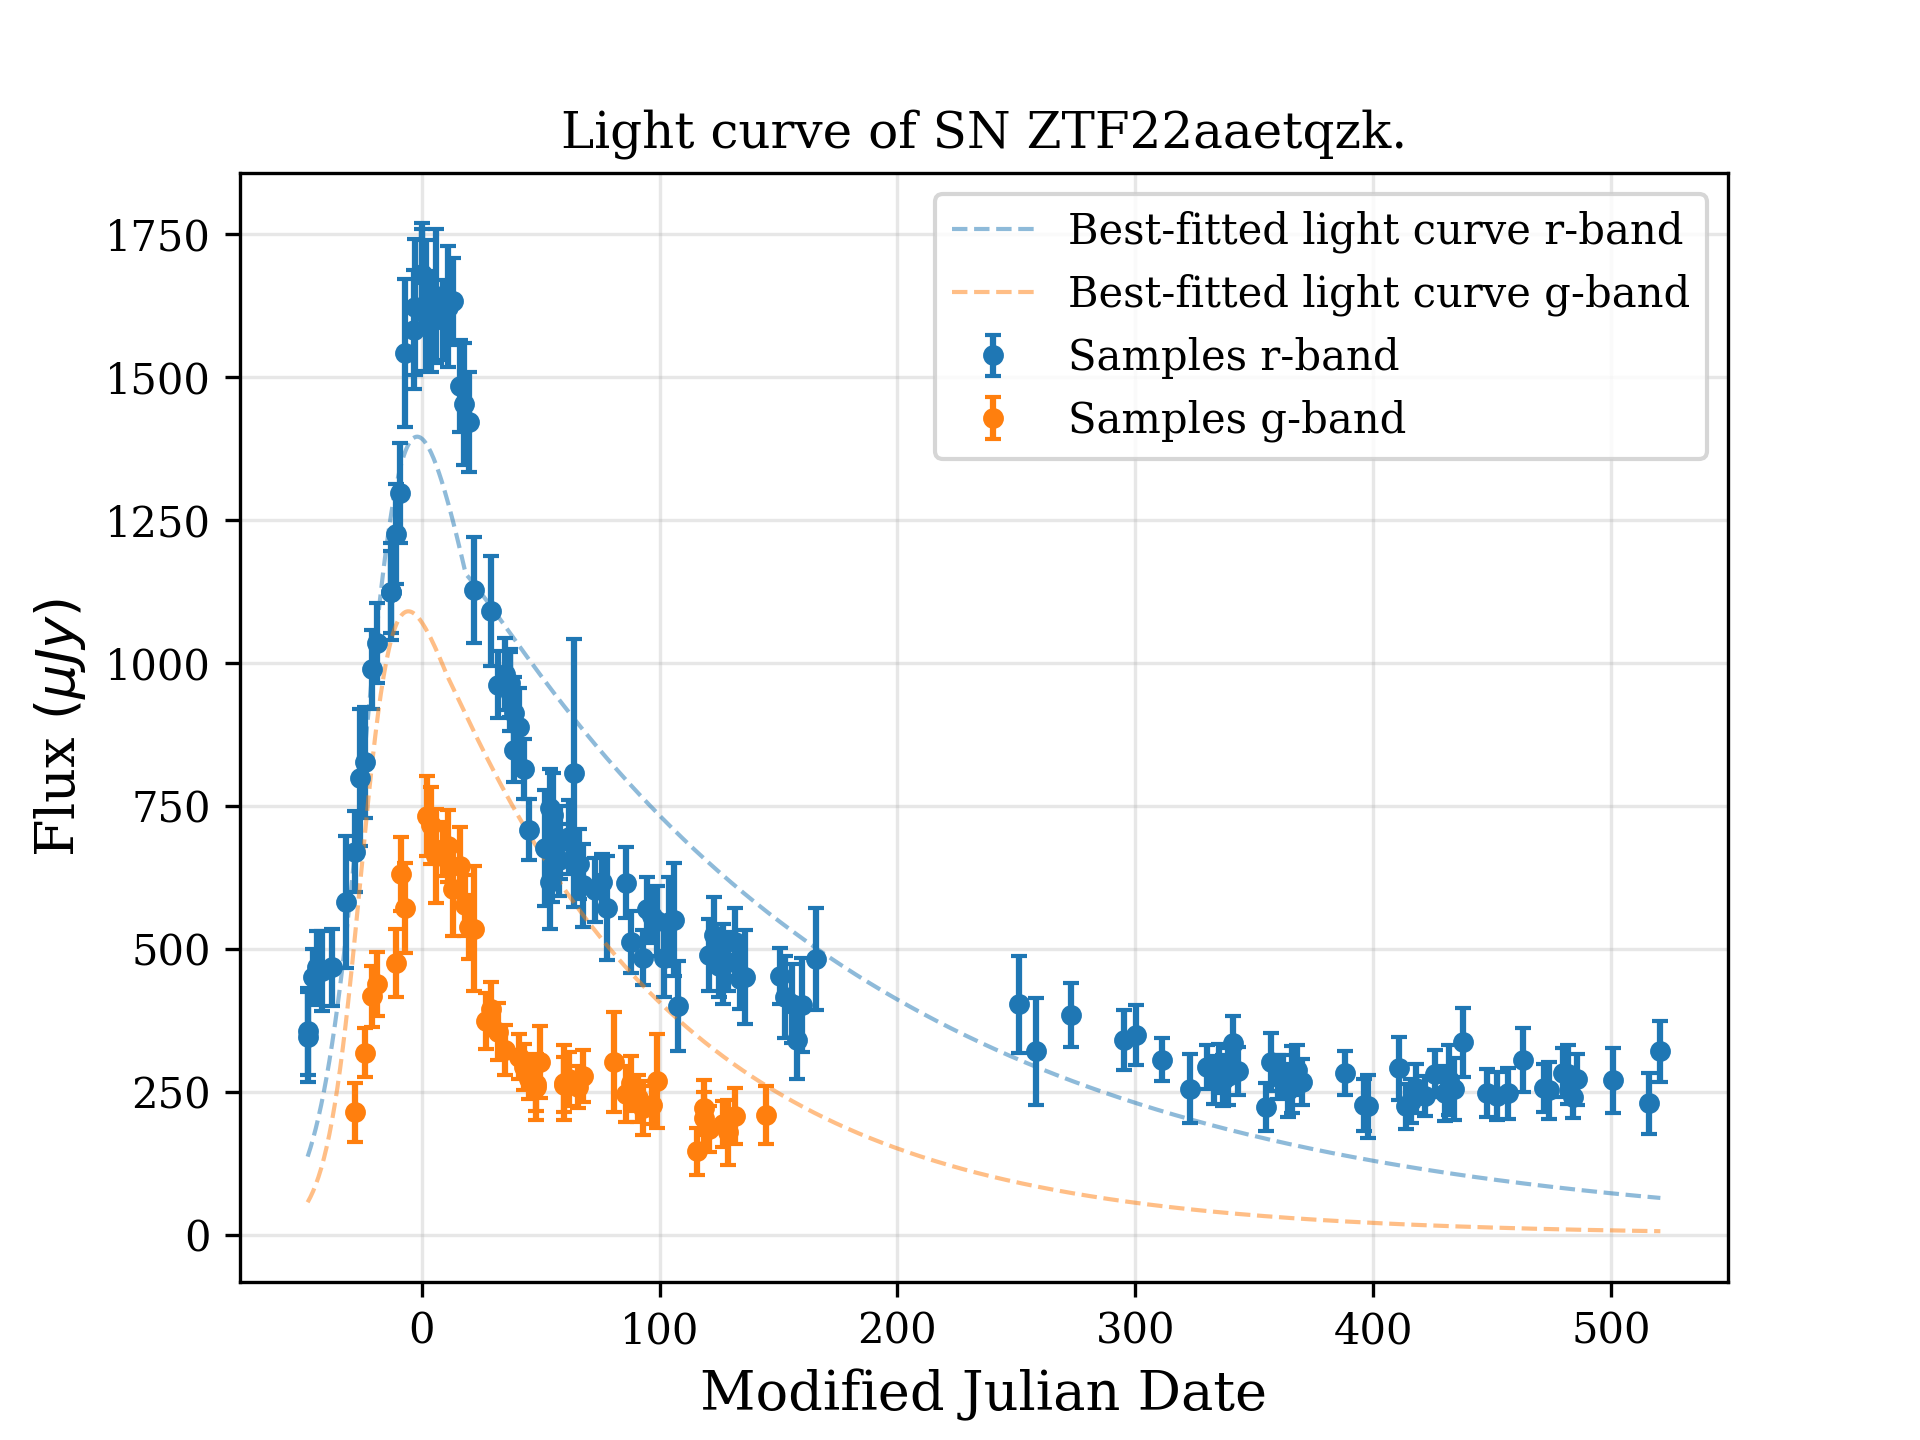 Light curve of SN ZTF22aaetqzk.
Best-fitted light curve r-band
Best-fitted light curve g-band
Samples r-band
Samples g-band
1750
1500
1250
1000
750
500
250
0
Flux (μJy)
0 100 200 300 400 500
Modified Julian Date